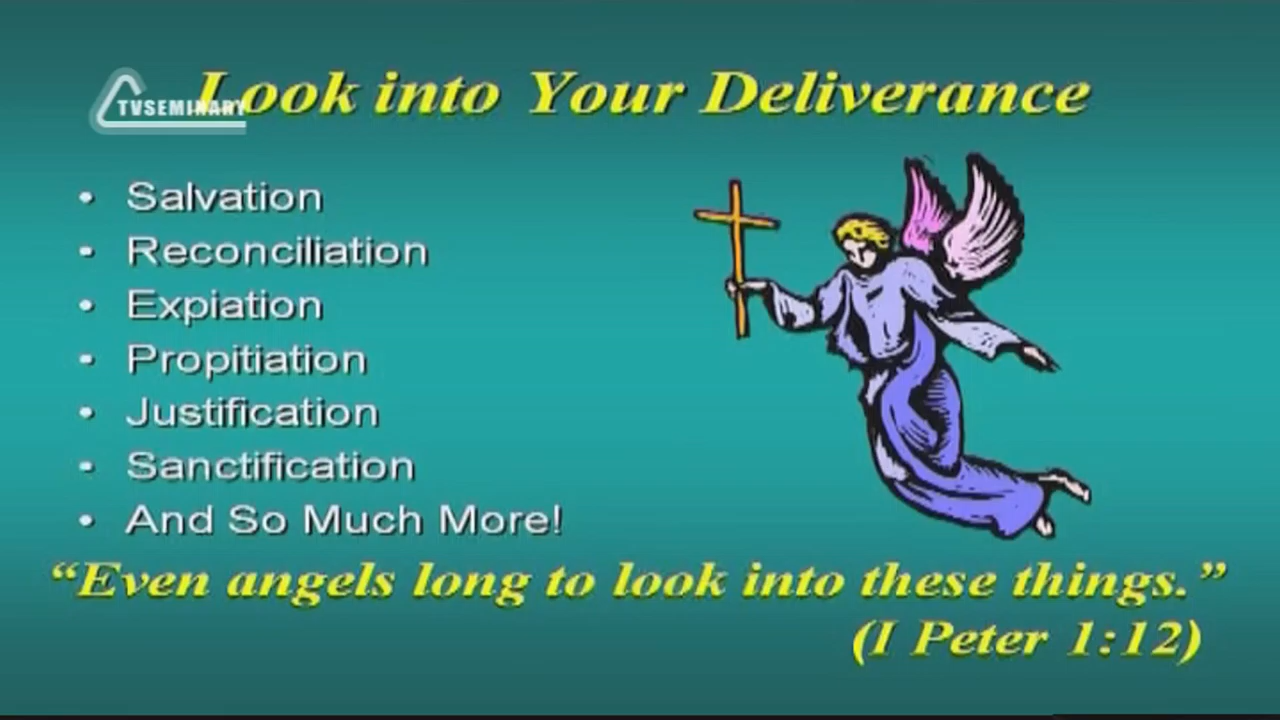 Look into Your Deliverance
TVSEMINARY
• Salvation
• Reconciliation
• Expiation
• Propitiation
• Justification
• Sanctification
• And So Much More!
“Even angels long to look into these things.”
(I Peter 1:12)